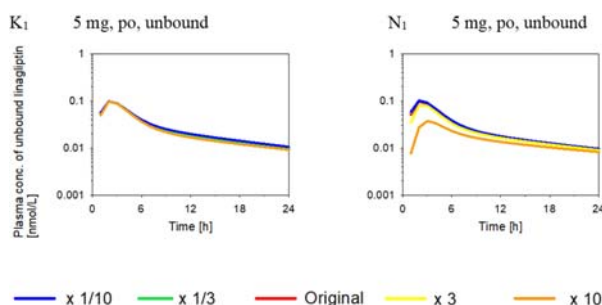 K1 5 mg, po, unbound
N1 5 mg, po, unbound
Plasma conc. of unbound linagliptin
[nmol/L]
1
0.1
0.01
0.001
0 6 12 18 24
Time [h]
1
0.1
0.01
0.001
0 6 12 18 24
Time [h]
x 1/10 x 1/3 Original x 3 x 10